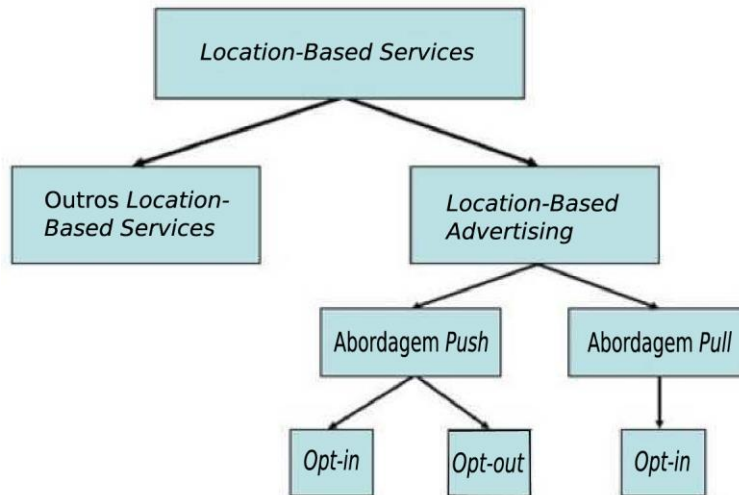 Location-Based Services
Outros Location-
Based Services
Location-Based
Advertising
Abordagem Push
Abordagem Pull
Opt-in
Opt-out
Opt-in